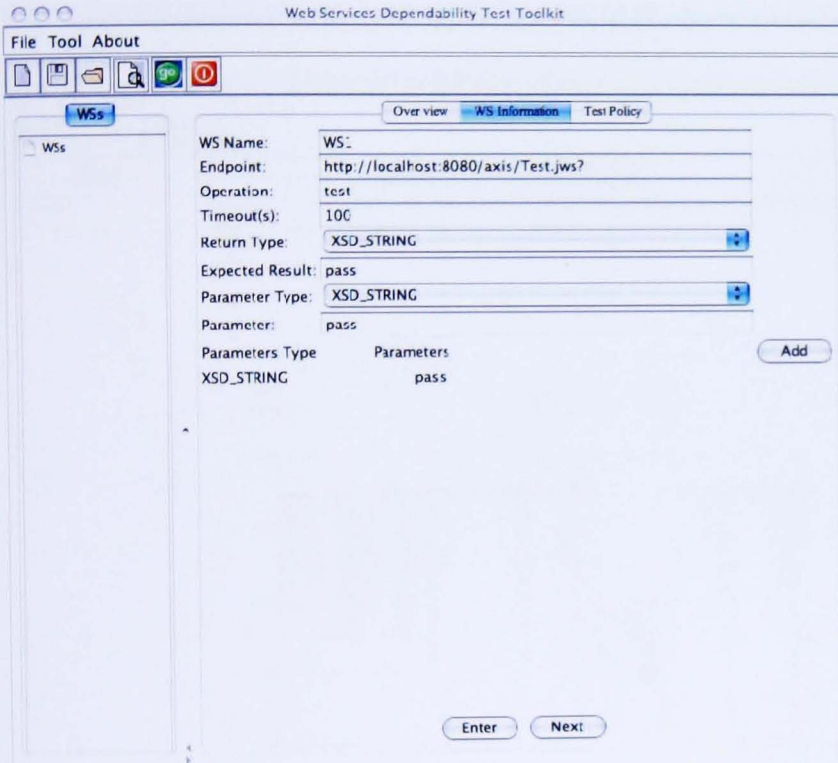 Web Services Dependability Test Toolkit
File Tool About
go
WSs
Over view WS Information Test Policy
WSs
WS Name:
Endpoint: http://localhost:8080/axis/Test.jws?
Operation: test
Timeout(s): 100
Return Type: XSD_STRING
Expected Result: pass
Parameter Type: XSD_STRING
Parameter: pass
Parameters Type Parameters Add
XSD_STRING pass
Enter Next